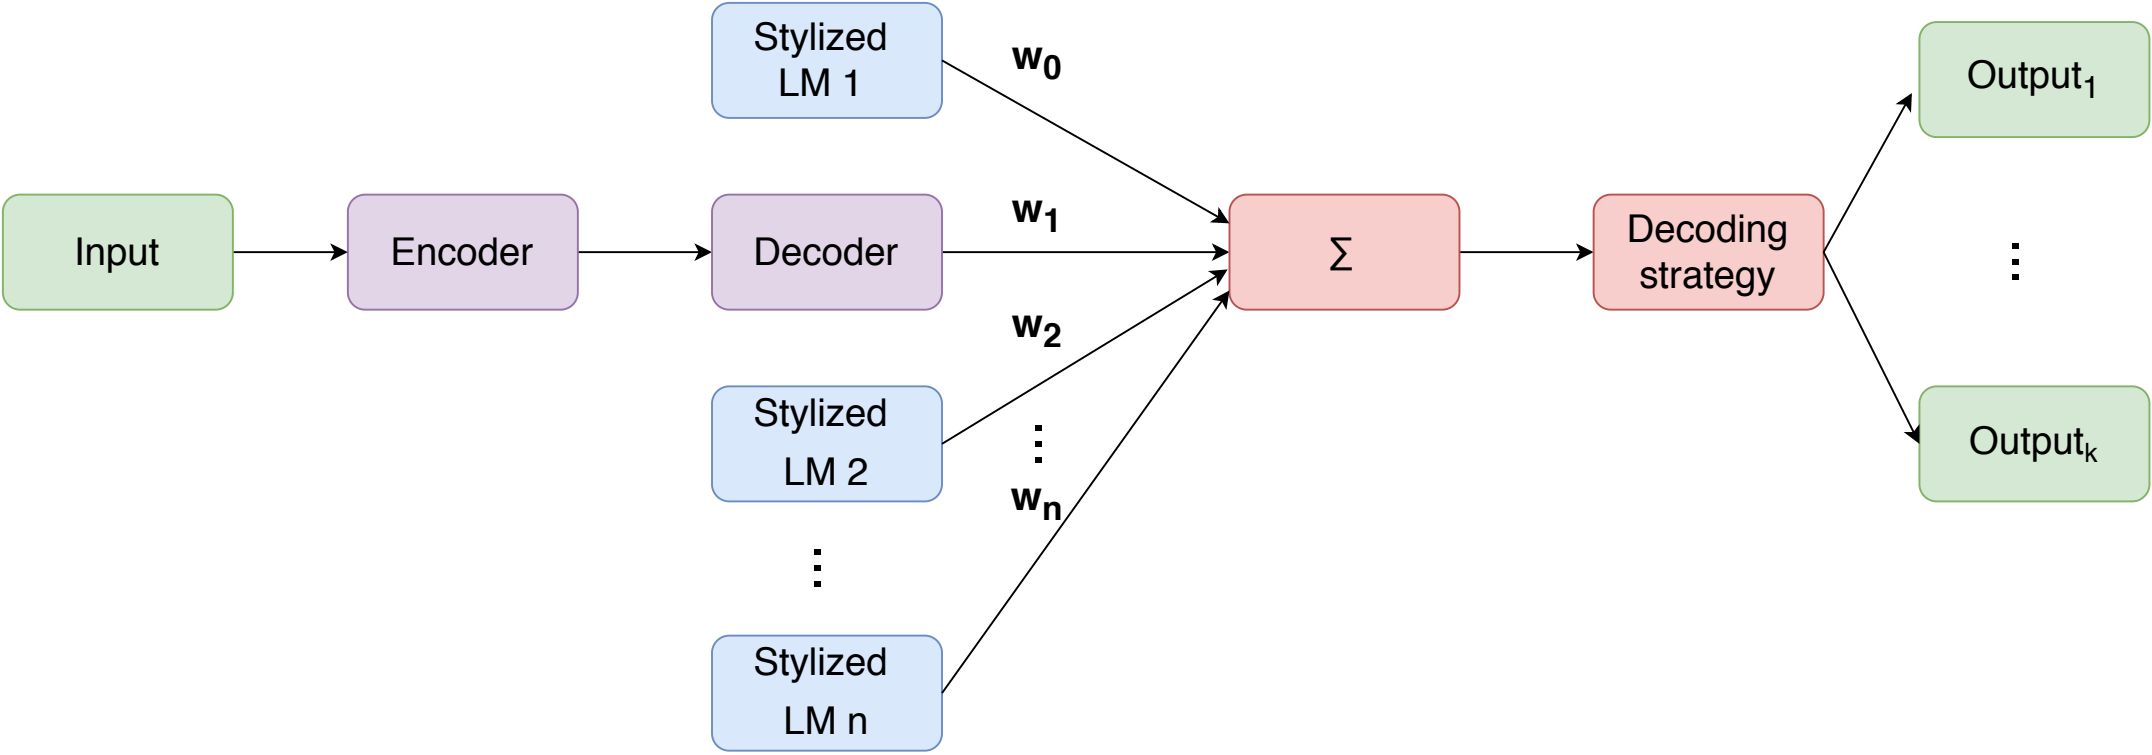 Stylized
LM 1
w₀
Output₁
Input
Encoder
Decoder
w₁
Σ
Decoding
strategy
⋮
w₂
Stylized
LM 2
⋮
wₙ
Outputₖ
⋮
Stylized
LM n